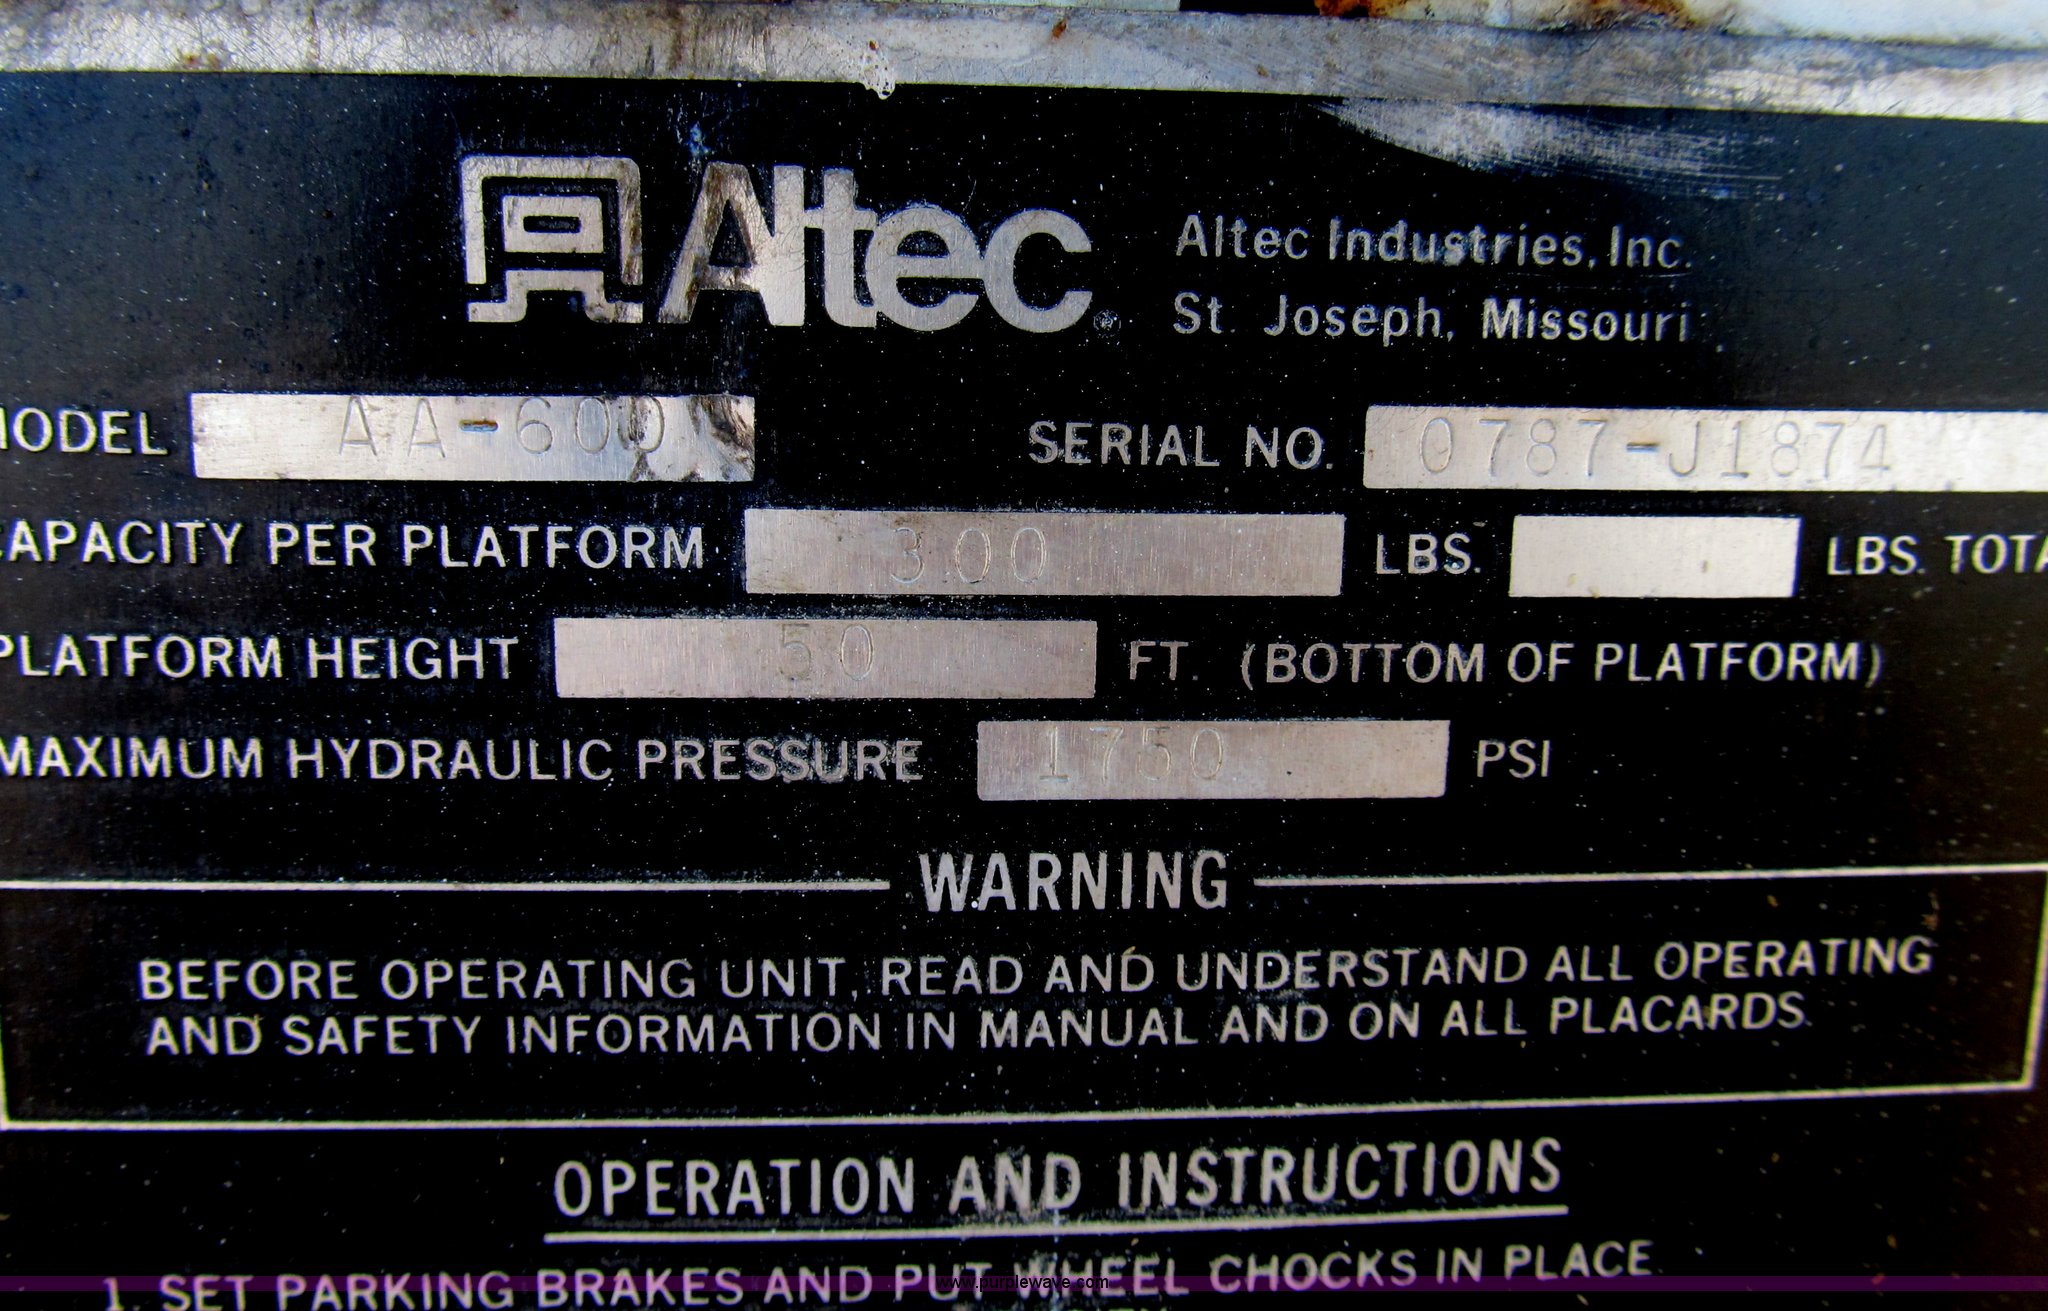 Altec®
Altec Industries, Inc.
St. Joseph, Missouri
MODEL AA-600 SERIAL NO. 0787-J1874
CAPACITY PER PLATFORM 300 LBS. LBS. TOTA
PLATFORM HEIGHT 50 FT. (BOTTOM OF PLATFORM)
MAXIMUM HYDRAULIC PRESSURE 1750 PSI
WARNING
BEFORE OPERATING UNIT, READ AND UNDERSTAND ALL OPERATING
AND SAFETY INFORMATION IN MANUAL AND ON ALL PLACARDS.
OPERATION AND INSTRUCTIONS
1. SET PARKING BRAKES AND PUT WHEEL CHOCKS IN PLACE.
www.purplewave.com